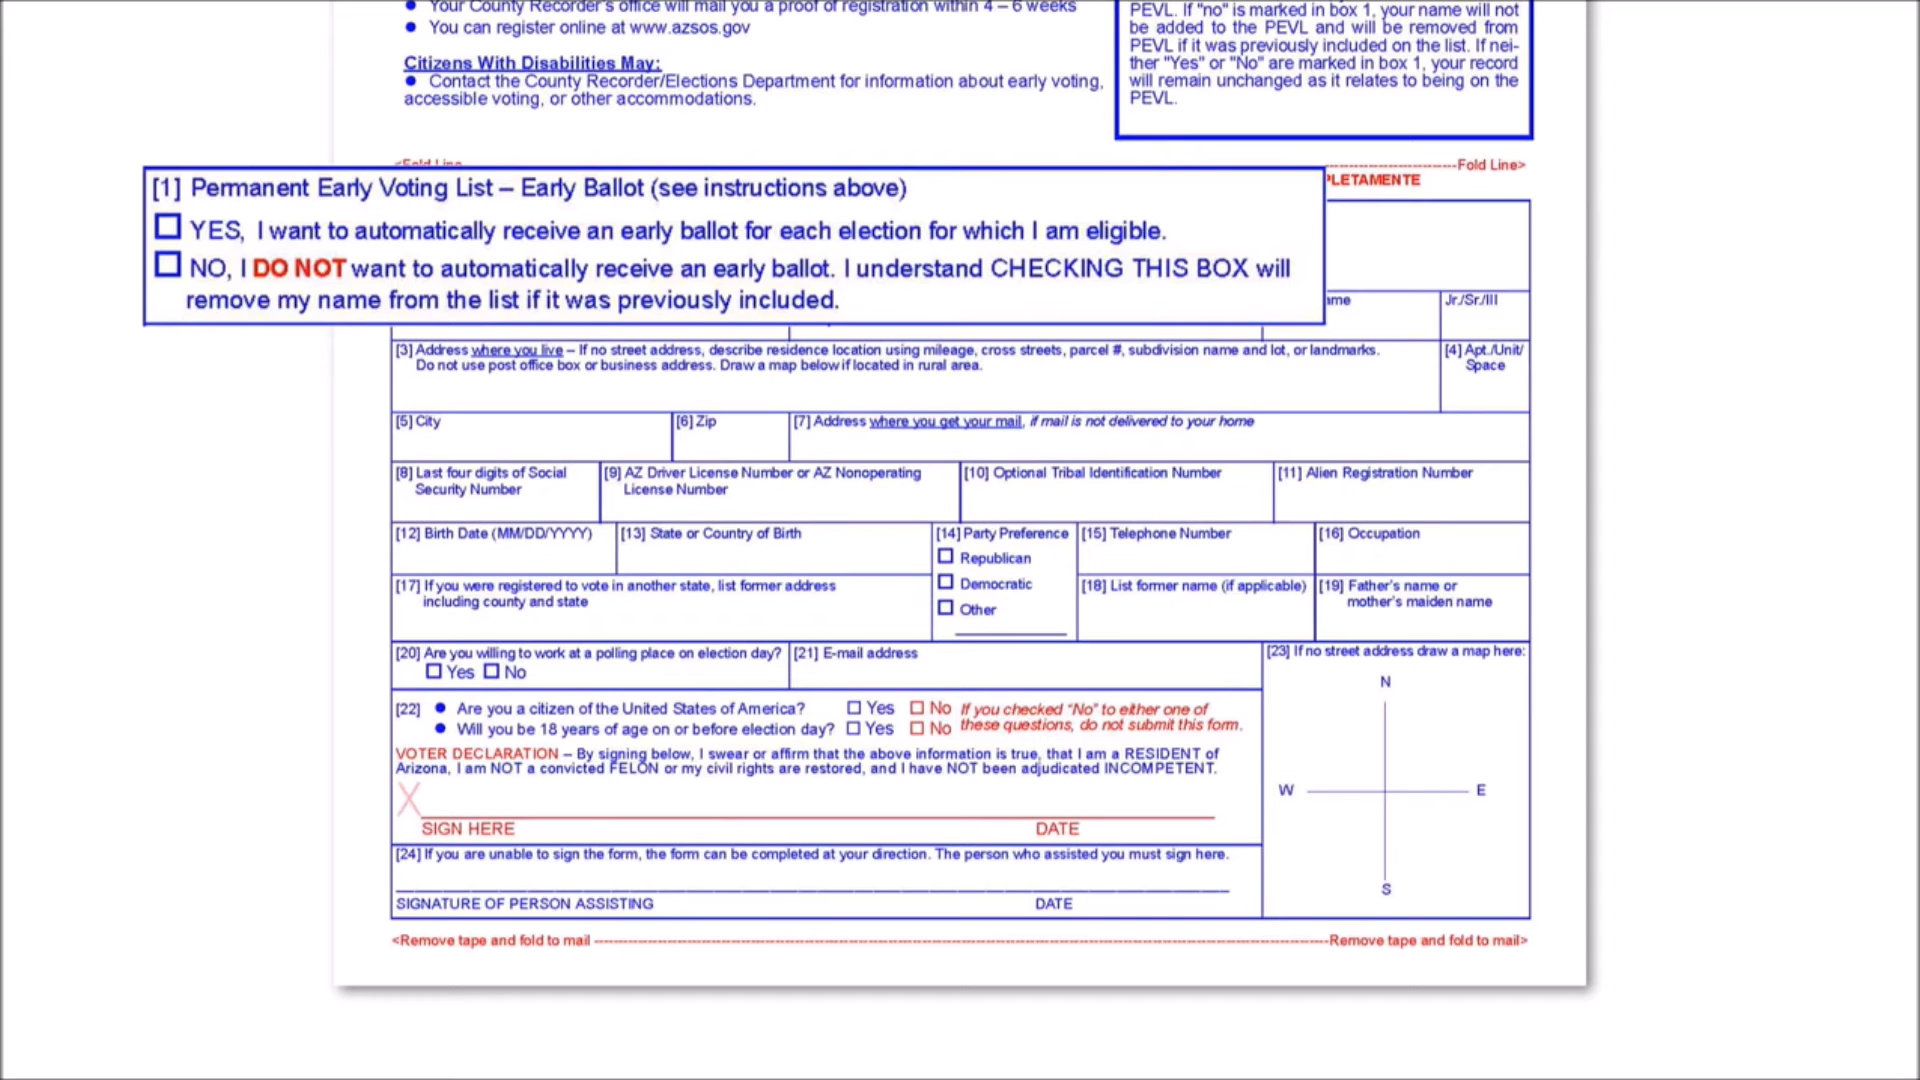 ● Your County Recorder's office will mail you a proof of registration within 4 – 6 weeks
● You can register online at www.azsos.gov
Citizens With Disabilities May:
● Contact the County Recorder/Elections Department for information about early voting,
accessible voting, or other accommodations.
PEVL. If "no" is marked in box 1, your name will not
be added to the PEVL and will be removed from
PEVL if it was previously included on the list. If nei-
ther "Yes" or "No" are marked in box 1, your record
will remain unchanged as it relates to being on the
PEVL.
<Fold Line
Fold Line>
PLETAMENTE
[1] Permanent Early Voting List – Early Ballot (see instructions above)
YES, I want to automatically receive an early ballot for each election for which I am eligible.
NO, I DO NOT want to automatically receive an early ballot. I understand CHECKING THIS BOX will
remove my name from the list if it was previously included.
ame
Jr./Sr./III
[3] Address where you live – If no street address, describe residence location using mileage, cross streets, parcel #, subdivision name and lot, or landmarks.
Do not use post office box or business address. Draw a map below if located in rural area.
[4] Apt./Unit/
Space
[5] City
[6] Zip
[7] Address where you get your mail, if mail is not delivered to your home
[8] Last four digits of Social
Security Number
[9] AZ Driver License Number or AZ Nonoperating
License Number
[10] Optional Tribal Identification Number
[11] Alien Registration Number
[12] Birth Date (MM/DD/YYYY)
[13] State or Country of Birth
[14] Party Preference
Republican
Democratic
Other
[15] Telephone Number
[16] Occupation
[17] If you were registered to vote in another state, list former address
including county and state
[18] List former name (if applicable)
[19] Father's name or
mother's maiden name
[20] Are you willing to work at a polling place on election day?
Yes No
[21] E-mail address
[22] ● Are you a citizen of the United States of America? Yes No
● Will you be 18 years of age on or before election day? Yes No
If you checked "No" to either one of
these questions, do not submit this form.
VOTER DECLARATION – By signing below, I swear or affirm that the above information is true, that I am a RESIDENT of
Arizona, I am NOT a convicted FELON or my civil rights are restored, and I have NOT been adjudicated INCOMPETENT.
X
SIGN HERE DATE
[24] If you are unable to sign the form, the form can be completed at your direction. The person who assisted you must sign here.
SIGNATURE OF PERSON ASSISTING DATE
[23] If no street address draw a map here:
N
W E
S
<Remove tape and fold to mail Remove tape and fold to mail>